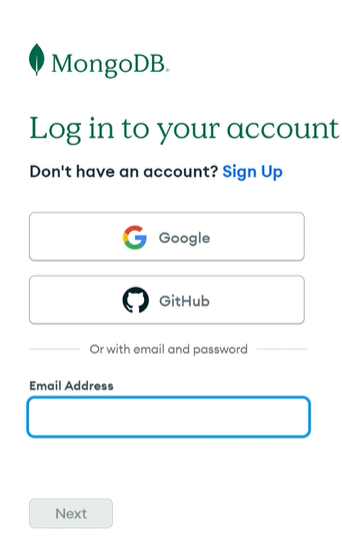 MongoDB.
Log in to your account
Don't have an account? Sign Up
Google
GitHub
Or with email and password
Email Address
Next